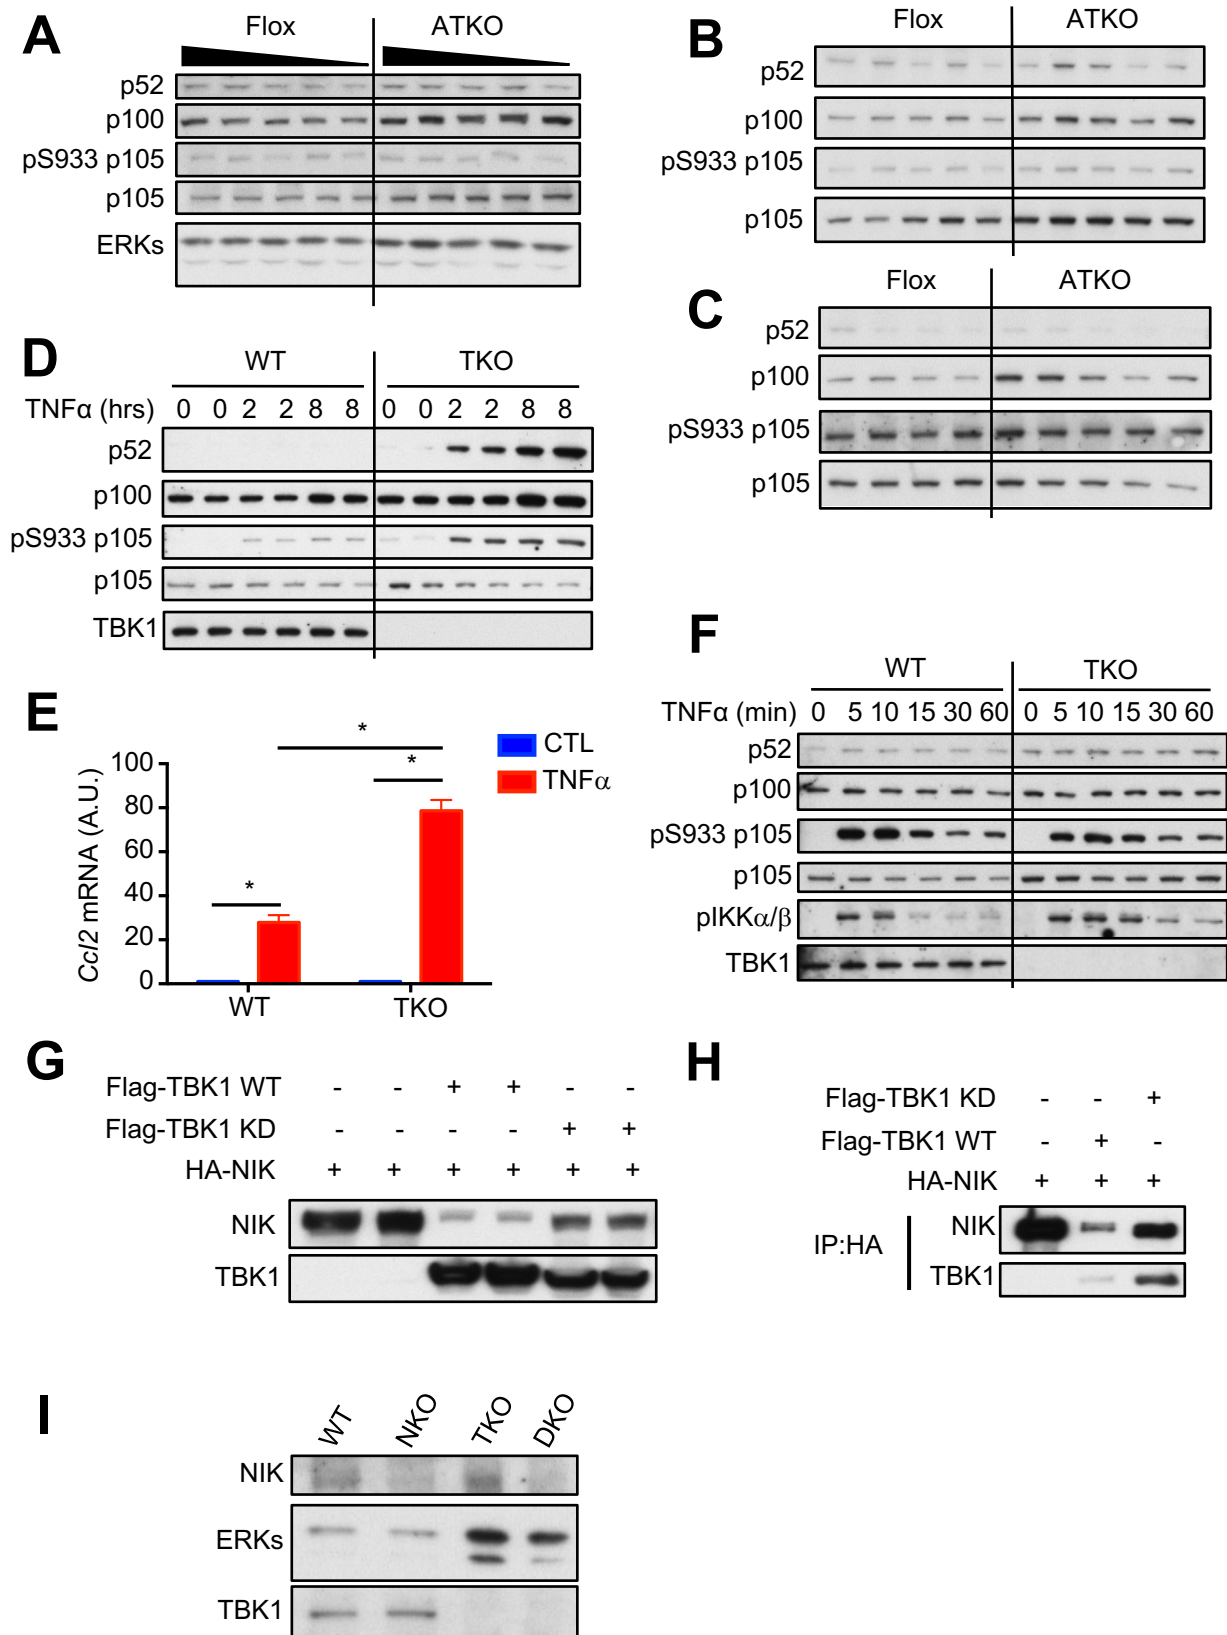 A
Flox ATKO
p52
p100
pS933 p105
p105
ERKs
B
Flox ATKO
p52
p100
pS933 p105
p105
C
Flox ATKO
p52
p100
pS933 p105
p105
D
WT TKO
TNFα (hrs) 0 0 2 2 8 8 0 0 2 2 8 8
p52
p100
pS933 p105
p105
TBK1
E
Ccl2 mRNA (A.U.)
100
80
60
40
20
0
* * *
CTL
TNFα
WT TKO
F
WT TKO
TNFα (min) 0 5 10 15 30 60 0 5 10 15 30 60
p52
p100
pS933 p105
p105
pIKKα/β
TBK1
G
Flag-TBK1 WT - - + + - -
Flag-TBK1 KD - - - - + +
HA-NIK + + + + + +
NIK
TBK1
H
Flag-TBK1 KD - - +
Flag-TBK1 WT - + -
HA-NIK + + +
IP:HA
NIK
TBK1
I
WT NKO TKO DKO
NIK
ERKs
TBK1